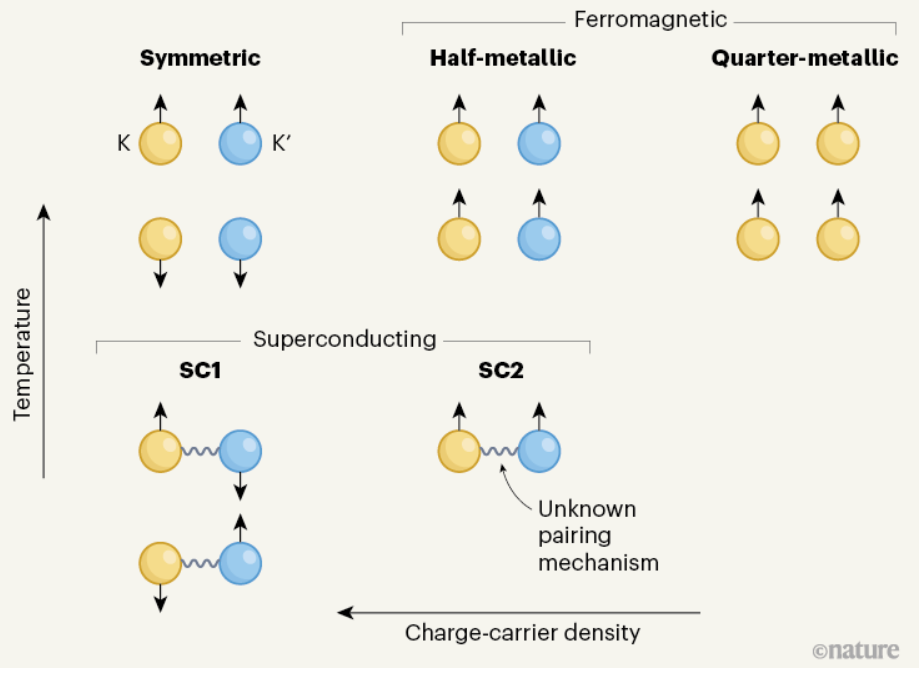 Ferromagnetic
Symmetric
Half-metallic
Quarter-metallic
K
K′
Temperature
Superconducting
SC1
SC2
Unknown
pairing
mechanism
Charge-carrier density
©nature